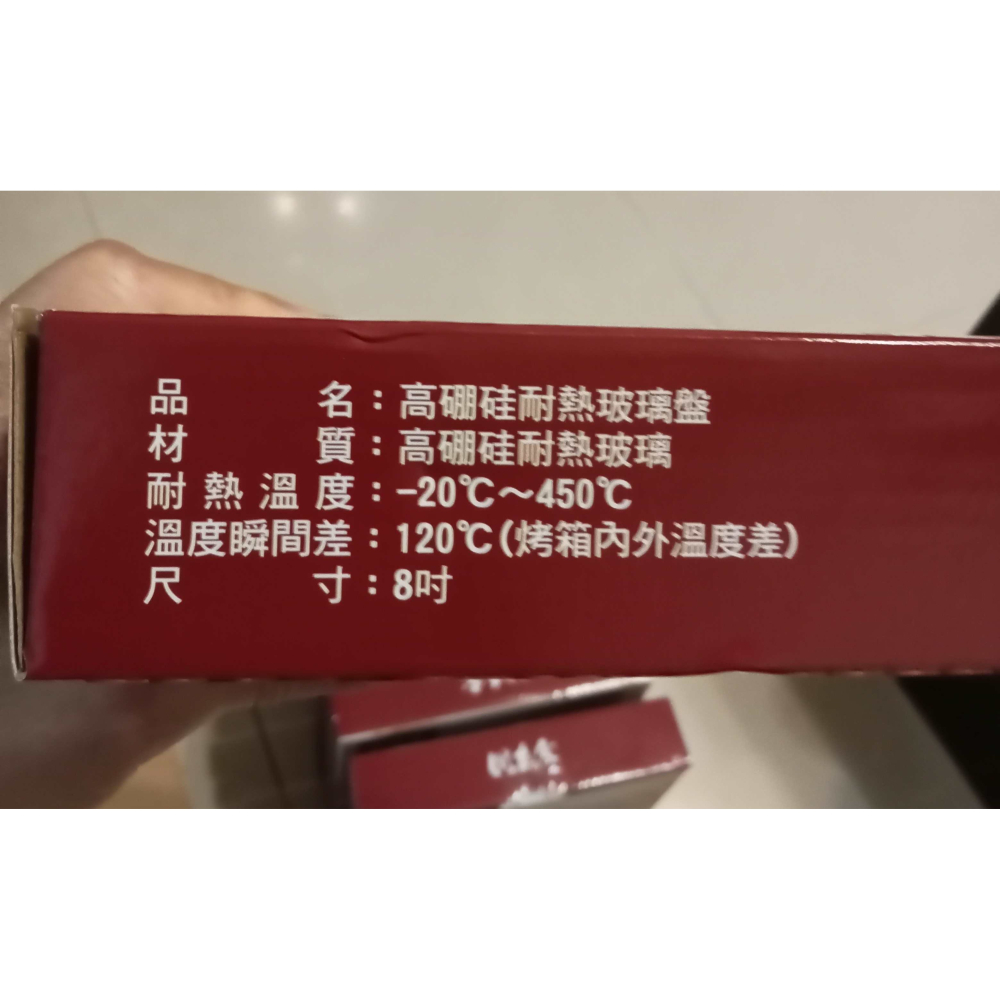 品名：高硼硅耐熱玻璃盤
材質：高硼硅耐熱玻璃
耐熱溫度：-20℃～450℃
溫度瞬間差：120℃(烤箱內外溫度差)
尺寸：8吋